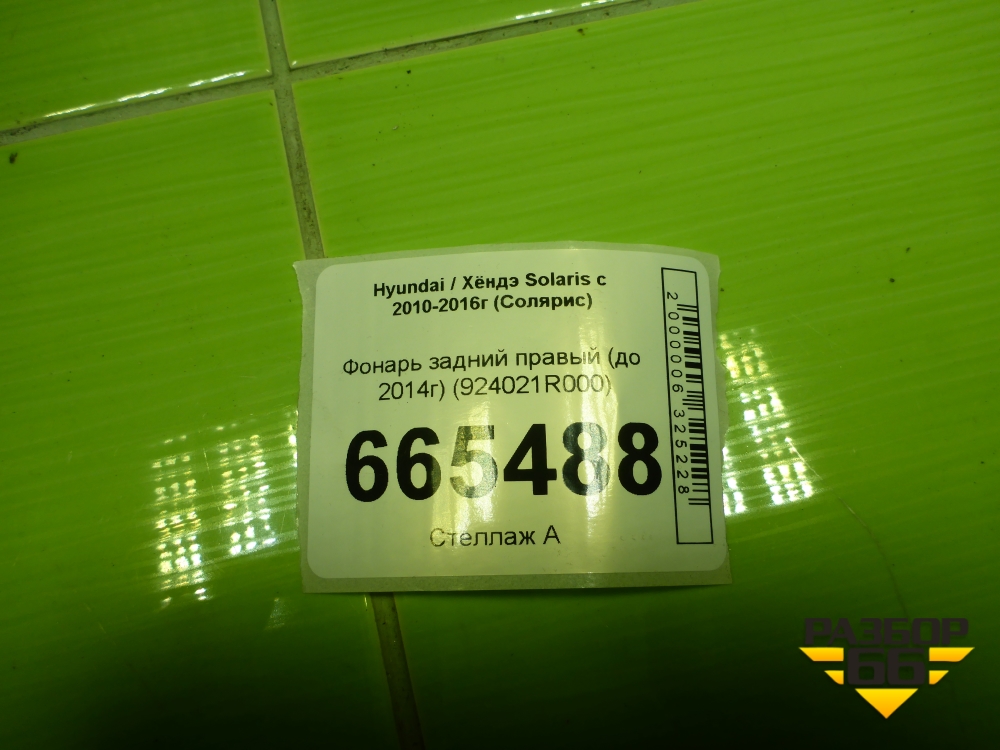 Hyundai / Хёндэ Solaris с
2010-2016г (Солярис)
Фонарь задний правый (до
2014г) (924021R000)
665488
Стеллаж А
2000006325228
РАЗБОР
66